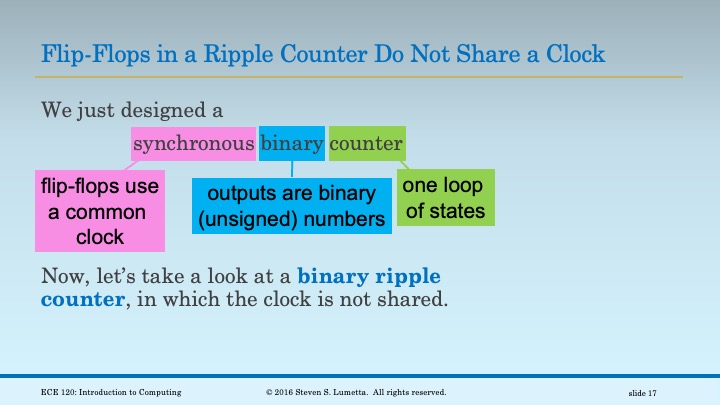 Flip-Flops in a Ripple Counter Do Not Share a Clock
We just designed a
synchronous binary counter
flip-flops use
a common
clock
outputs are binary
(unsigned) numbers
one loop
of states
Now, let’s take a look at a binary ripple
counter, in which the clock is not shared.
ECE 120: Introduction to Computing
© 2016 Steven S. Lumetta. All rights reserved.
slide 17